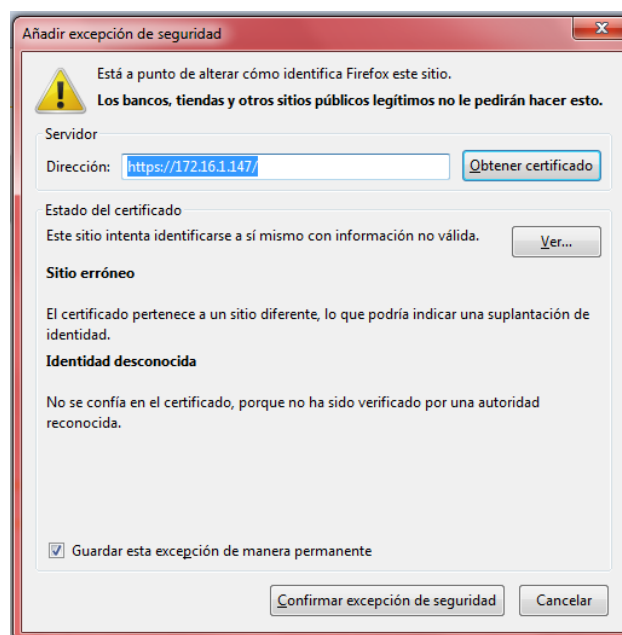 Añadir excepción de seguridad
Está a punto de alterar cómo identifica Firefox este sitio.
Los bancos, tiendas y otros sitios públicos legítimos no le pedirán hacer esto.
Servidor
Dirección: https://172.16.1.147/ Obtener certificado
Estado del certificado
Este sitio intenta identificarse a sí mismo con información no válida. Ver...
Sitio erróneo
El certificado pertenece a un sitio diferente, lo que podría indicar una suplantación de
identidad.
Identidad desconocida
No se confía en el certificado, porque no ha sido verificado por una autoridad
reconocida.
Guardar esta excepción de manera permanente
Confirmar excepción de seguridad Cancelar